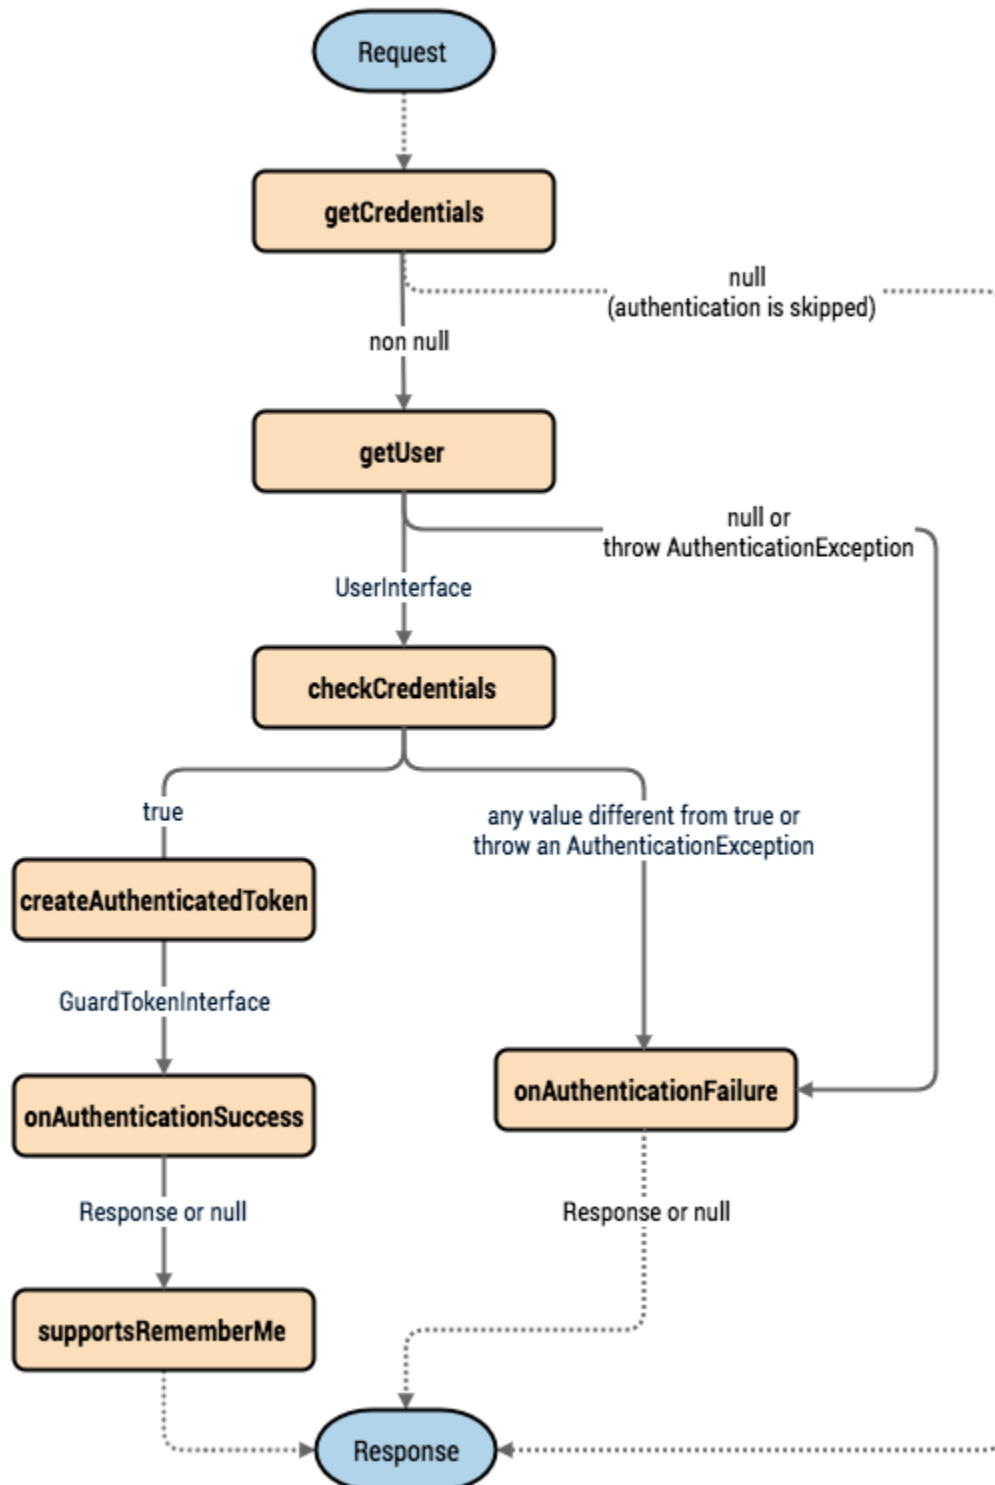 Request
getCredentials
null
(authentication is skipped)
non null
getUser
null or
throw AuthenticationException
UserInterface
checkCredentials
true
any value different from true or
throw an AuthenticationException
createAuthenticatedToken
GuardTokenInterface
onAuthenticationSuccess
onAuthenticationFailure
Response or null
Response or null
supportsRememberMe
Response